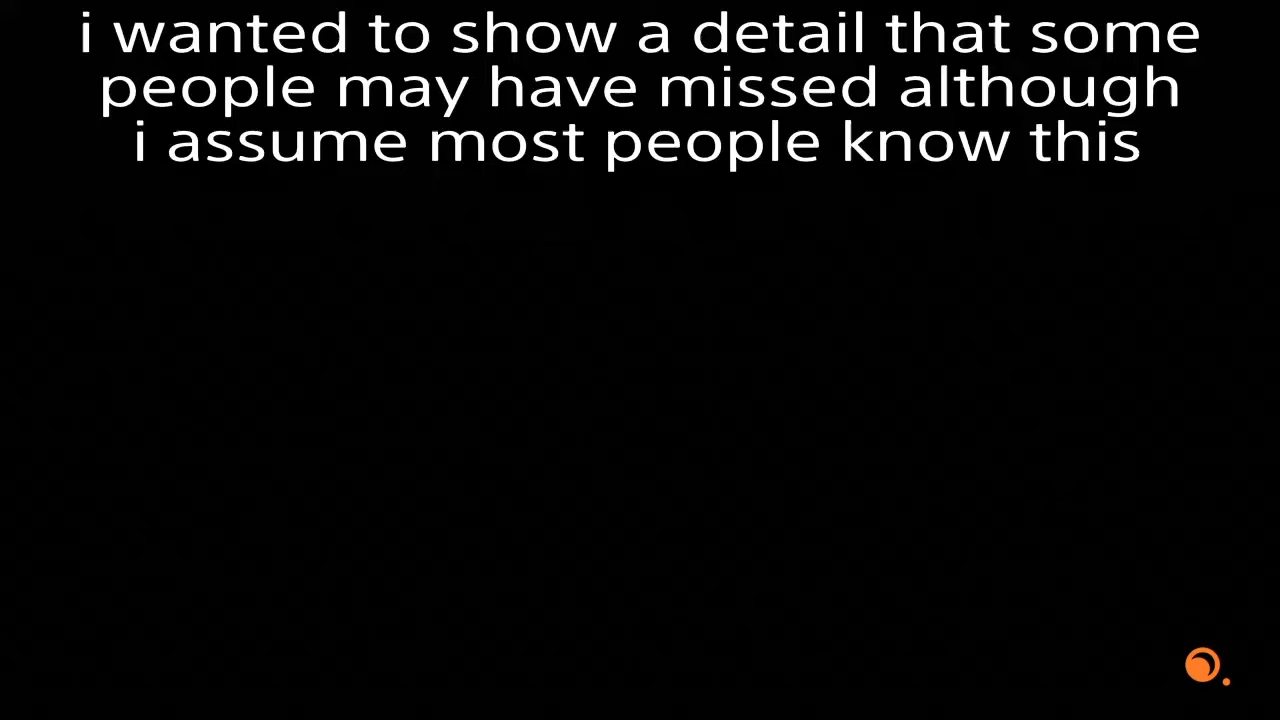 i wanted to show a detail that some
people may have missed although
i assume most people know this